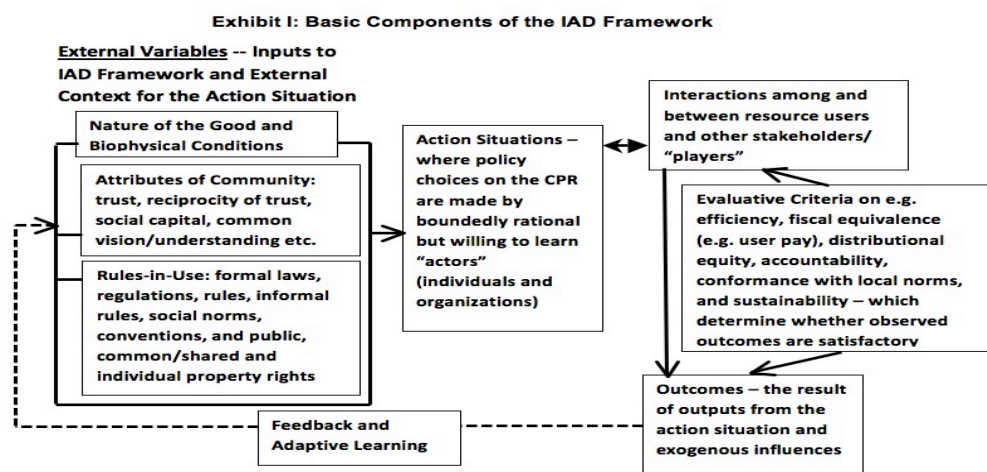 Exhibit I: Basic Components of the IAD Framework
External Variables -- Inputs to
IAD Framework and External
Context for the Action Situation
Nature of the Good and
Biophysical Conditions
Attributes of Community:
trust, reciprocity of trust,
social capital, common
vision/understanding etc.
Rules-in-Use: formal laws,
regulations, rules, informal
rules, social norms,
conventions, and public,
common/shared and
individual property rights
Action Situations –
where policy
choices on the CPR
are made by
boundedly rational
but willing to learn
“actors”
(individuals and
organizations)
Interactions among and
between resource users
and other stakeholders/
“players”
Evaluative Criteria on e.g.
efficiency, fiscal equivalence
(e.g. user pay), distributional
equity, accountability,
conformance with local norms,
and sustainability – which
determine whether observed
outcomes are satisfactory
Outcomes – the result
of outputs from the
action situation and
exogenous influences
Feedback and
Adaptive Learning